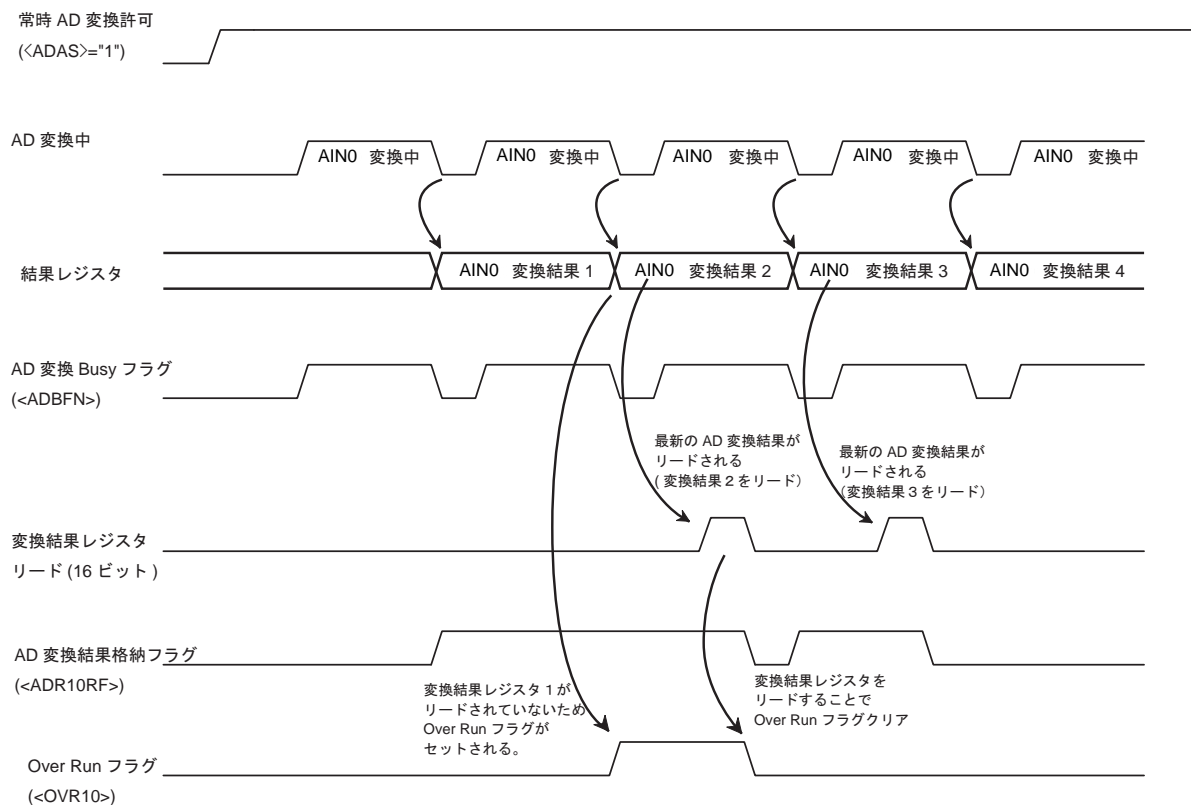 常時 AD 変換許可
(<ADAS>="1")
AD 変換中
AIN0 変換中
AIN0 変換中
AIN0 変換中
AIN0 変換中
AIN0 変換中
結果レジスタ
AIN0 変換結果 1
AIN0 変換結果 2
AIN0 変換結果 3
AIN0 変換結果 4
AD 変換 Busy フラグ
(<ADBFN>)
最新の AD 変換結果が
リードされる
( 変換結果 2 をリード）
最新の AD 変換結果が
リードされる
（変換結果 3 をリード）
変換結果レジスタ
リード (16 ビット )
AD 変換結果格納フラグ
(<ADR10RF>)
変換結果レジスタ 1 が
リードされていないため
Over Run フラグが
セットされる。
変換結果レジスタを
リードすることで
Over Run フラグクリア
Over Run フラグ
(<OVR10>)